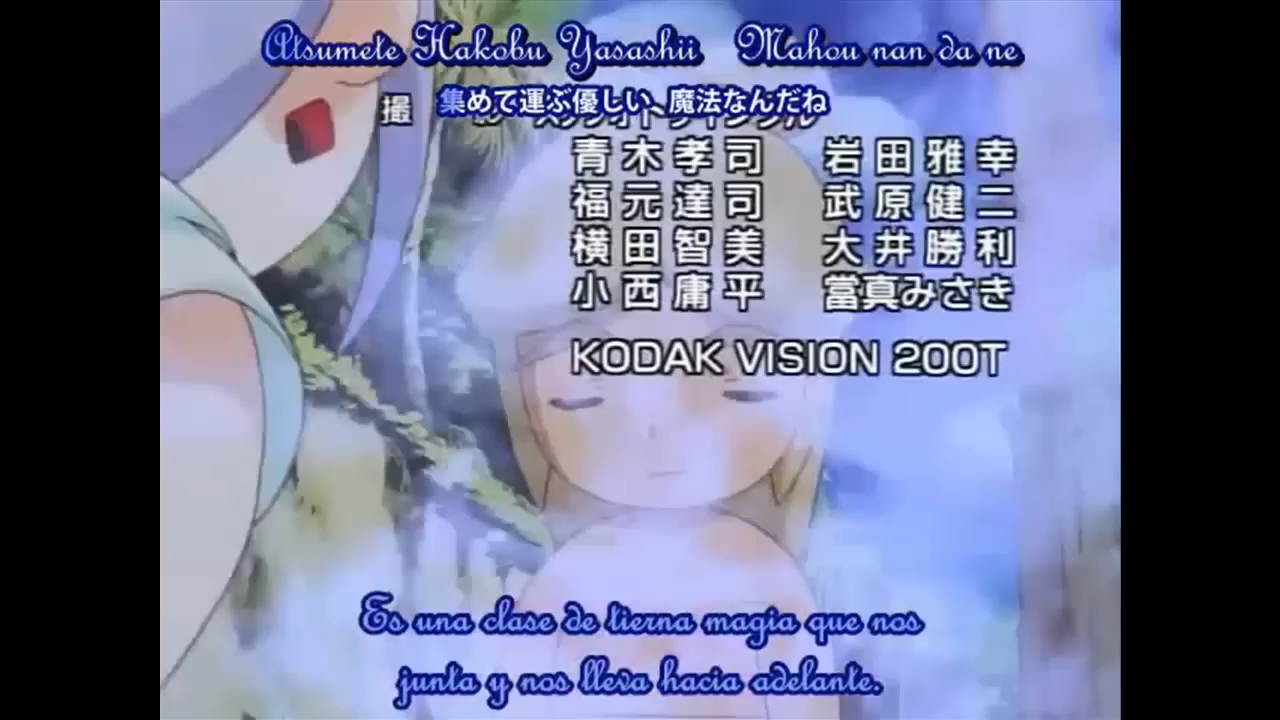 Atsumete Hakobu Yasashii Mahou nan da ne
集めて運ぶ優しい、魔法なんだね
撮
青木孝司 岩田雅幸
福元達司 武原健二
横田智美 大井勝利
小西庸平 當真みさき
KODAK VISION 200T
Es una clase de tierna magia que nos
junta y nos lleva hacia adelante.